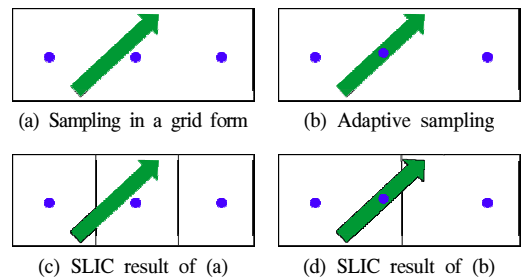 (a) Sampling in a grid form
(b) Adaptive sampling
(c) SLIC result of (a)
(d) SLIC result of (b)